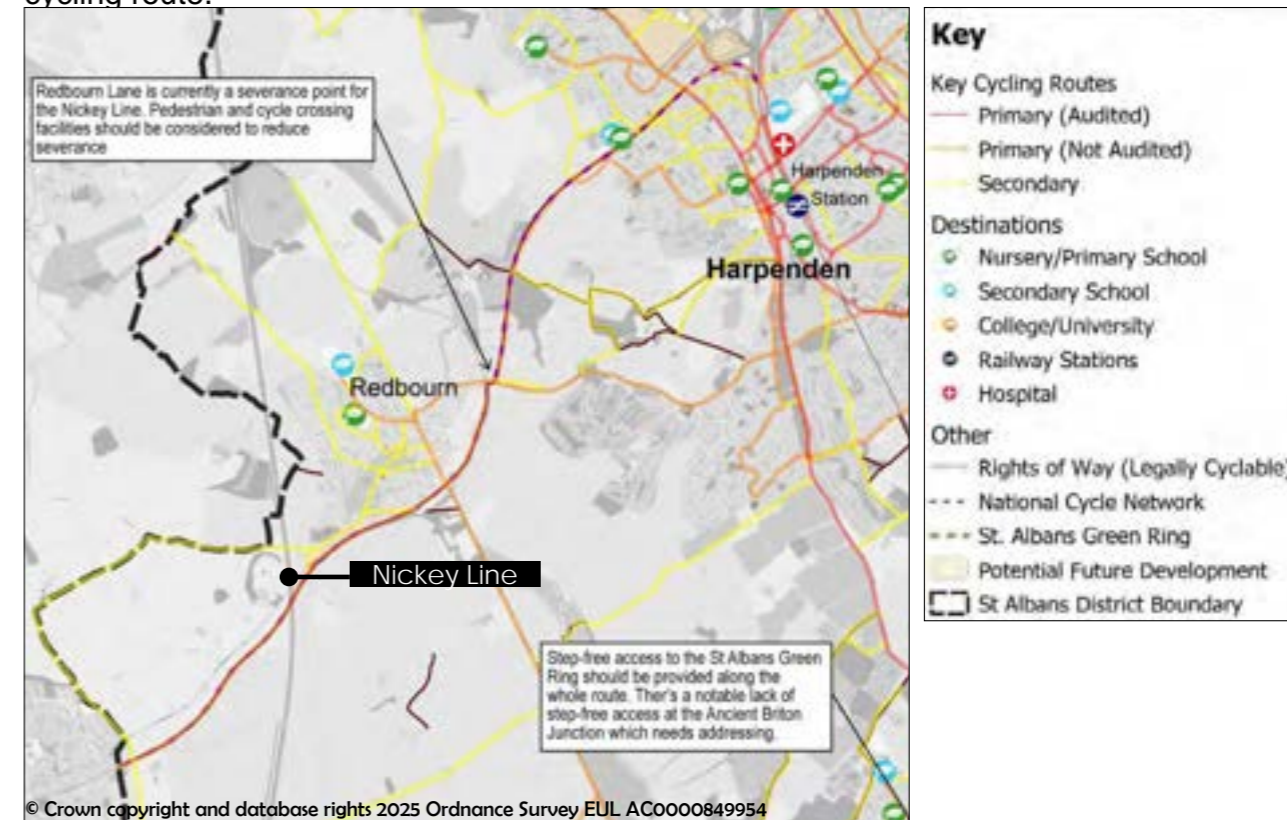 cycling route.
Redbourn Lane is currently a severance point for
the Nickey Line. Pedestrian and cycle crossing
facilities should be considered to reduce
severance
Harpenden
Station
Harpenden
Redbourn
Nickey Line
Step-free access to the St Albans Green
Ring should be provided along the
whole route. Ther's a notable lack of
step-free access at the Ancient Briton
Junction which needs addressing.
© Crown copyright and database rights 2025 Ordnance Survey EUL AC0000849954
Key
Key Cycling Routes
Primary (Audited)
Primary (Not Audited)
Secondary
Destinations
Nursery/Primary School
Secondary School
College/University
Railway Stations
Hospital
Other
Rights of Way (Legally Cyclable)
National Cycle Network
St. Albans Green Ring
Potential Future Development
St Albans District Boundary